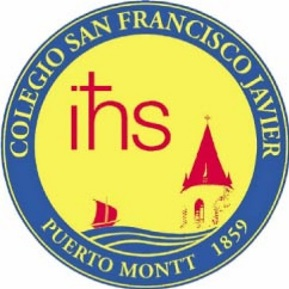 COLEGIO SAN FRANCISCO JAVIER
ihs
PUERTO MONTT 1859